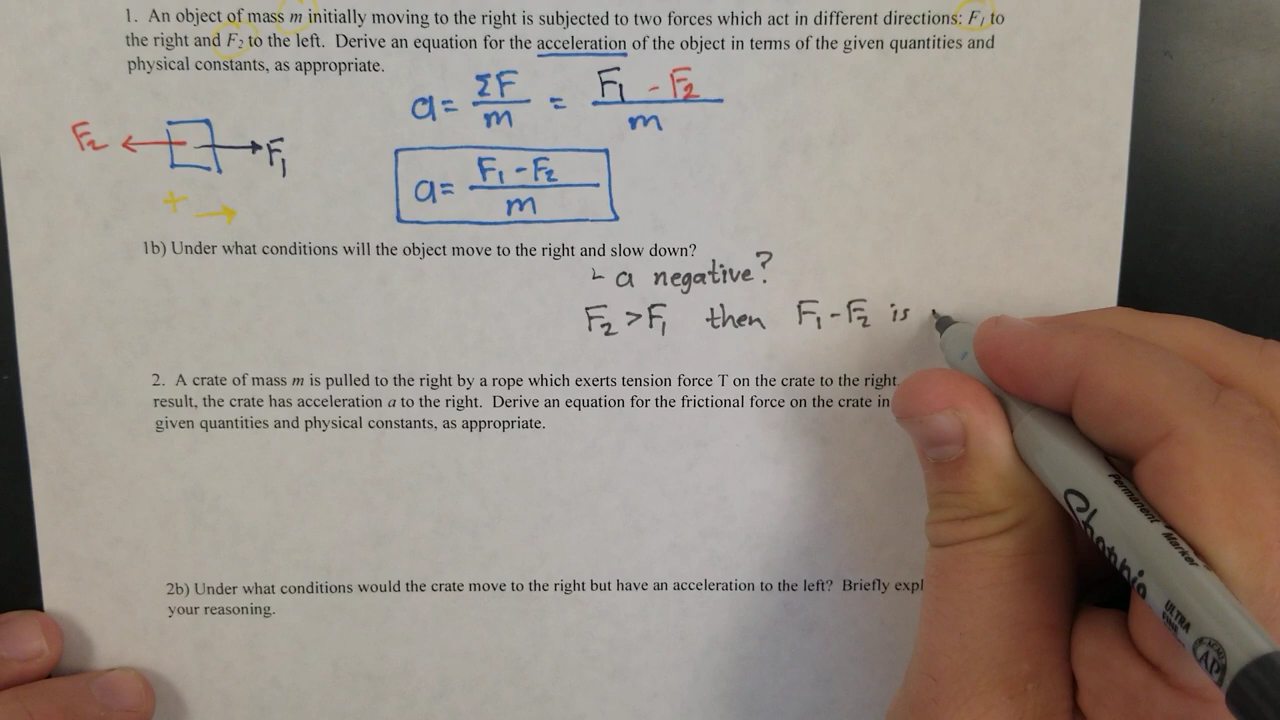 1. An object of mass m initially moving to the right is subjected to two forces which act in different directions: F₁ to
the right and F₂ to the left. Derive an equation for the acceleration of the object in terms of the given quantities and
physical constants, as appropriate.
a = ΣF/m = F₁ - F₂/m
F₂ F₁
+ →
a = F₁ - F₂/m
1b) Under what conditions will the object move to the right and slow down?
a negative?
F₂ > F₁ then F₁ - F₂ is
2. A crate of mass m is pulled to the right by a rope which exerts tension force T on the crate to the right
result, the crate has acceleration a to the right. Derive an equation for the frictional force on the crate in
given quantities and physical constants, as appropriate.
2b) Under what conditions would the crate move to the right but have an acceleration to the left? Briefly expl
your reasoning.
Permanent Marker
Sharpie
ULTRA
FINE
AP